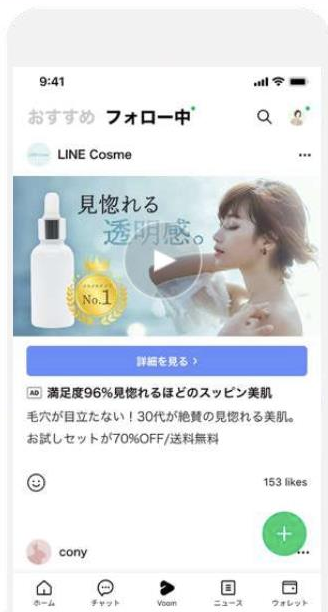 9:41
おすすめ フォロー中
LINE Cosme
見惚れる
透明感。
No.1
詳細を見る >
AD 満足度96%見惚れるほどのスッピン美肌
毛穴が目立たない！30代が絶賛の見惚れる美肌。
お試しセットが70%OFF/送料無料
153 likes
cony
ホーム チャット Voom ニュース ウォレット